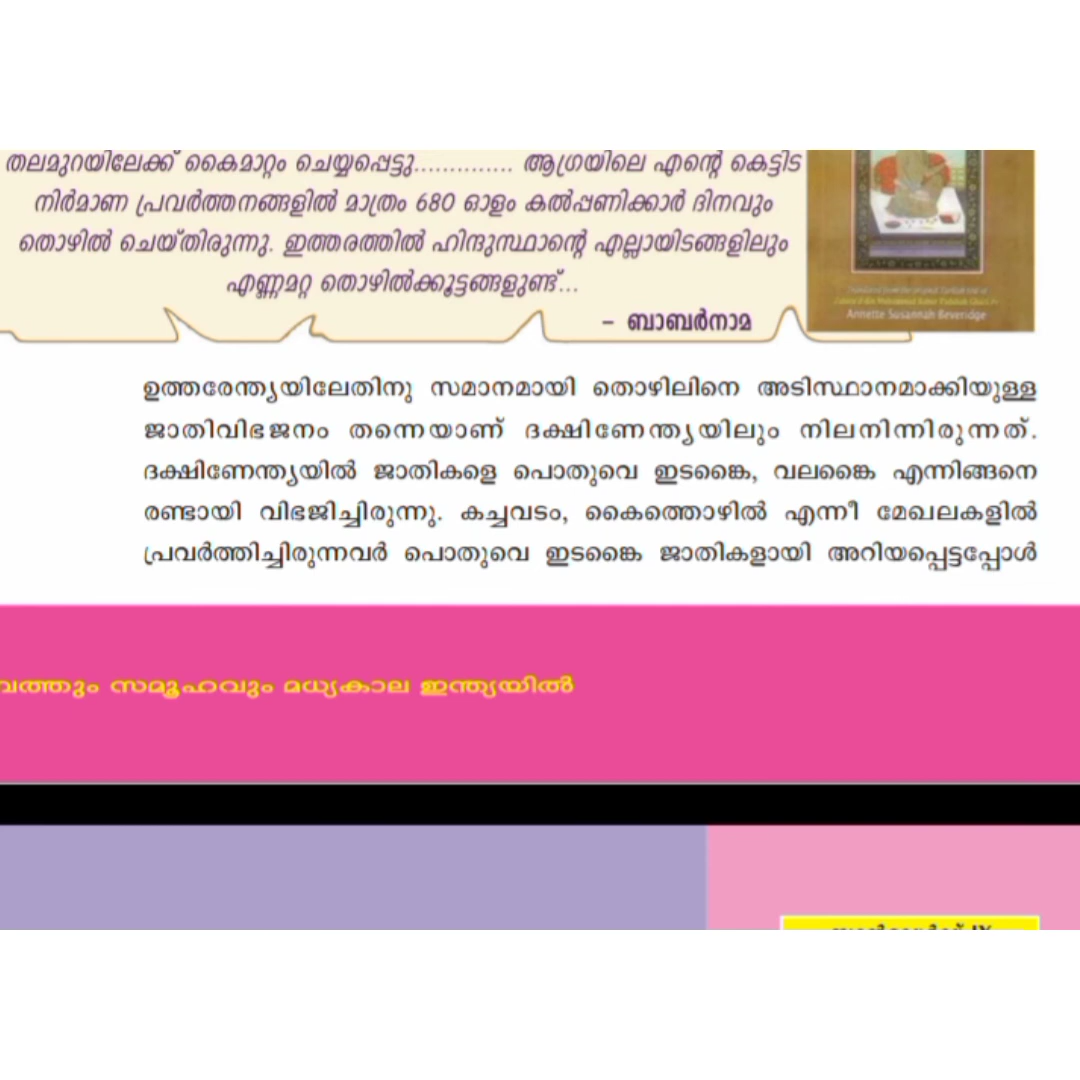 തലമുറയിലേക്ക് കൈമാറ്റം ചെയ്യപ്പെട്ടു.............. ആഗ്രയിലെ എന്റെ കെട്ടിട
നിർമാണ പ്രവർത്തനങ്ങളിൽ മാത്രം 680 ഓളം കൽപ്പണിക്കാർ ദിനവും
തൊഴിൽ ചെയ്തിരുന്നു. ഇത്തരത്തിൽ ഹിന്ദുസ്ഥാന്റെ എല്ലായിടങ്ങളിലും
എണ്ണമറ്റ തൊഴിൽക്കൂട്ടങ്ങളുണ്ട്...
– ബാബർനാമ
Annette Susannah Beveridge
ഉത്തരേന്ത്യയിലേതിനു സമാനമായി തൊഴിലിനെ അടിസ്ഥാനമാക്കിയുള്ള
ജാതിവിഭജനം തന്നെയാണ് ദക്ഷിണേന്ത്യയിലും നിലനിന്നിരുന്നത്.
ദക്ഷിണേന്ത്യയിൽ ജാതികളെ പൊതുവെ ഇടങ്കൈ, വലങ്കൈ എന്നിങ്ങനെ
രണ്ടായി വിഭജിച്ചിരുന്നു. കച്ചവടം, കൈത്തൊഴിൽ എന്നീ മേഖലകളിൽ
പ്രവർത്തിച്ചിരുന്നവർ പൊതുവെ ഇടങ്കൈ ജാതികളായി അറിയപ്പെട്ടപ്പോൾ
സമൂഹവും മധ്യകാല ഇന്ത്യയിൽ